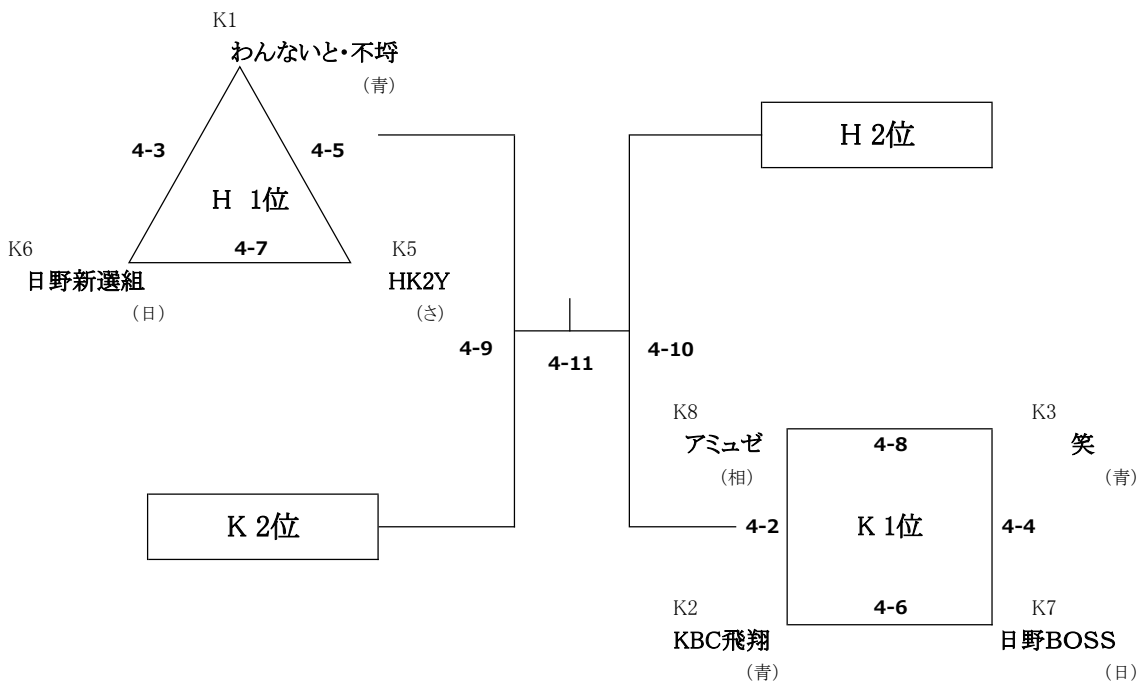 K1
わんないと・不埒
（青）
4-3
4-5
H 1位
K6
4-7
K5
日野新選組
HK2Y
（日）
（さ）
H 2位
4-9
4-11
4-10
K8
K3
アミュゼ
4-8
笑
（相）
（青）
K 2位
4-2
K 1位
4-4
K2
4-6
K7
KBC飛翔
日野BOSS
（青）
（日）